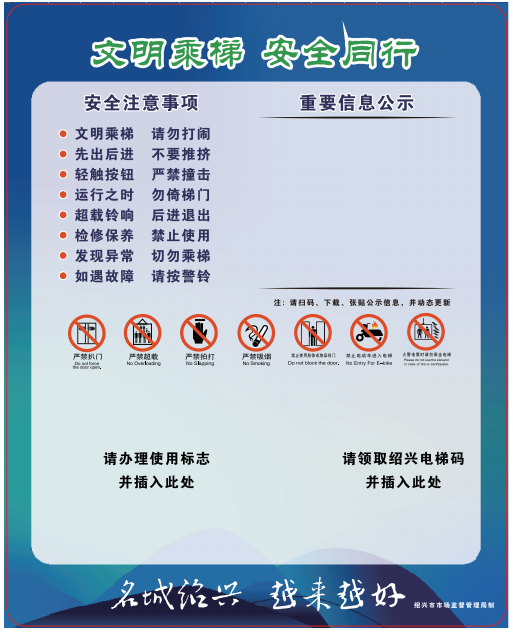 文明乘梯 安全同行
安全注意事项
文明乘梯 请勿打闹
先出后进 不要推挤
轻触按钮 严禁撞击
运行之时 勿倚梯门
超载铃响 后进退出
检修保养 禁止使用
发现异常 切勿乘梯
如遇故障 请按警铃
重要信息公示
注：请扫码、下载、张贴公示信息，并动态更新
严禁扒门
Do not force
the door open.
严禁超载
No Overloading
严禁拍打
No Slapping
严禁吸烟
No Smoking
禁止使用肢体或物品挡门
Do not block the door.
禁止电动车进入电梯
No Entry For E-bike
火警地震时请勿乘坐电梯
Please do not use the elevator
in case of fire or earthquake.
请办理使用标志
并插入此处
请领取绍兴电梯码
并插入此处
名城绍兴 越来越好
绍兴市市场监督管理局制